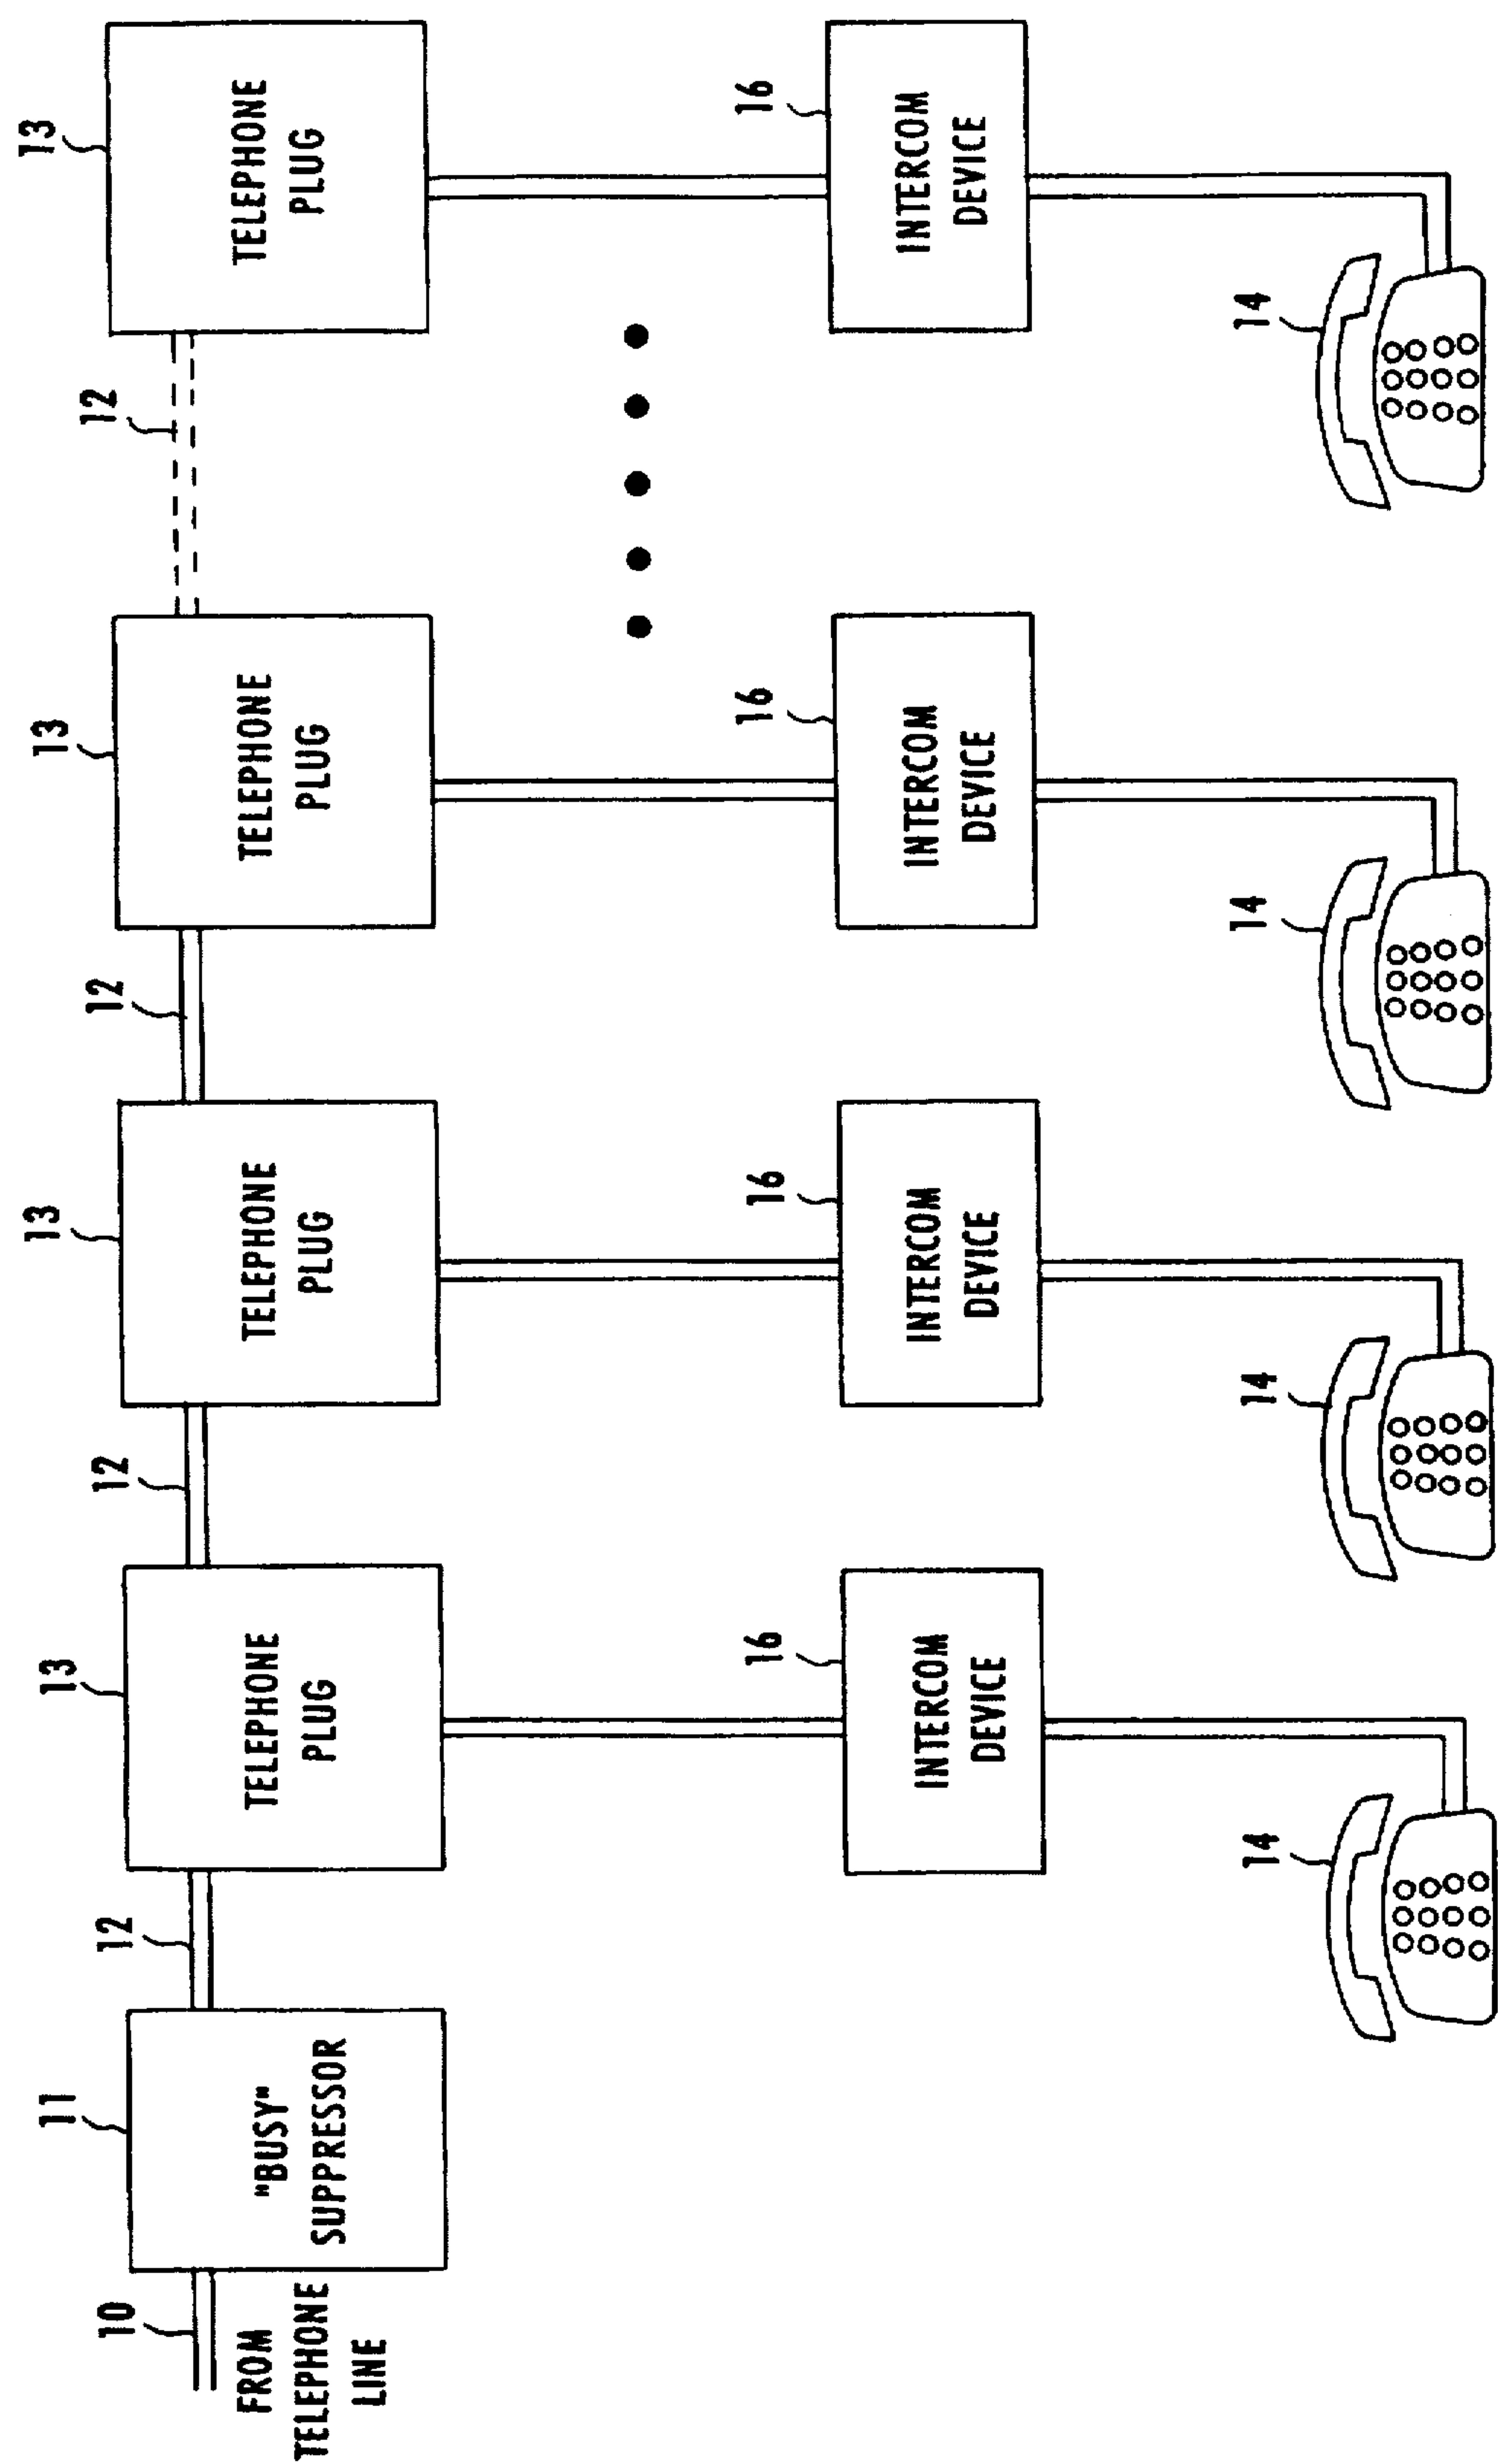 10
FROM
TELEPHONE
LINE
11
"BUSY"
SUPPRESSOR
12
13
TELEPHONE
PLUG
12
13
TELEPHONE
PLUG
12
13
TELEPHONE
PLUG
12
13
TELEPHONE
PLUG
16
INTERCOM
DEVICE
16
INTERCOM
DEVICE
16
INTERCOM
DEVICE
16
INTERCOM
DEVICE
14
14
14
14